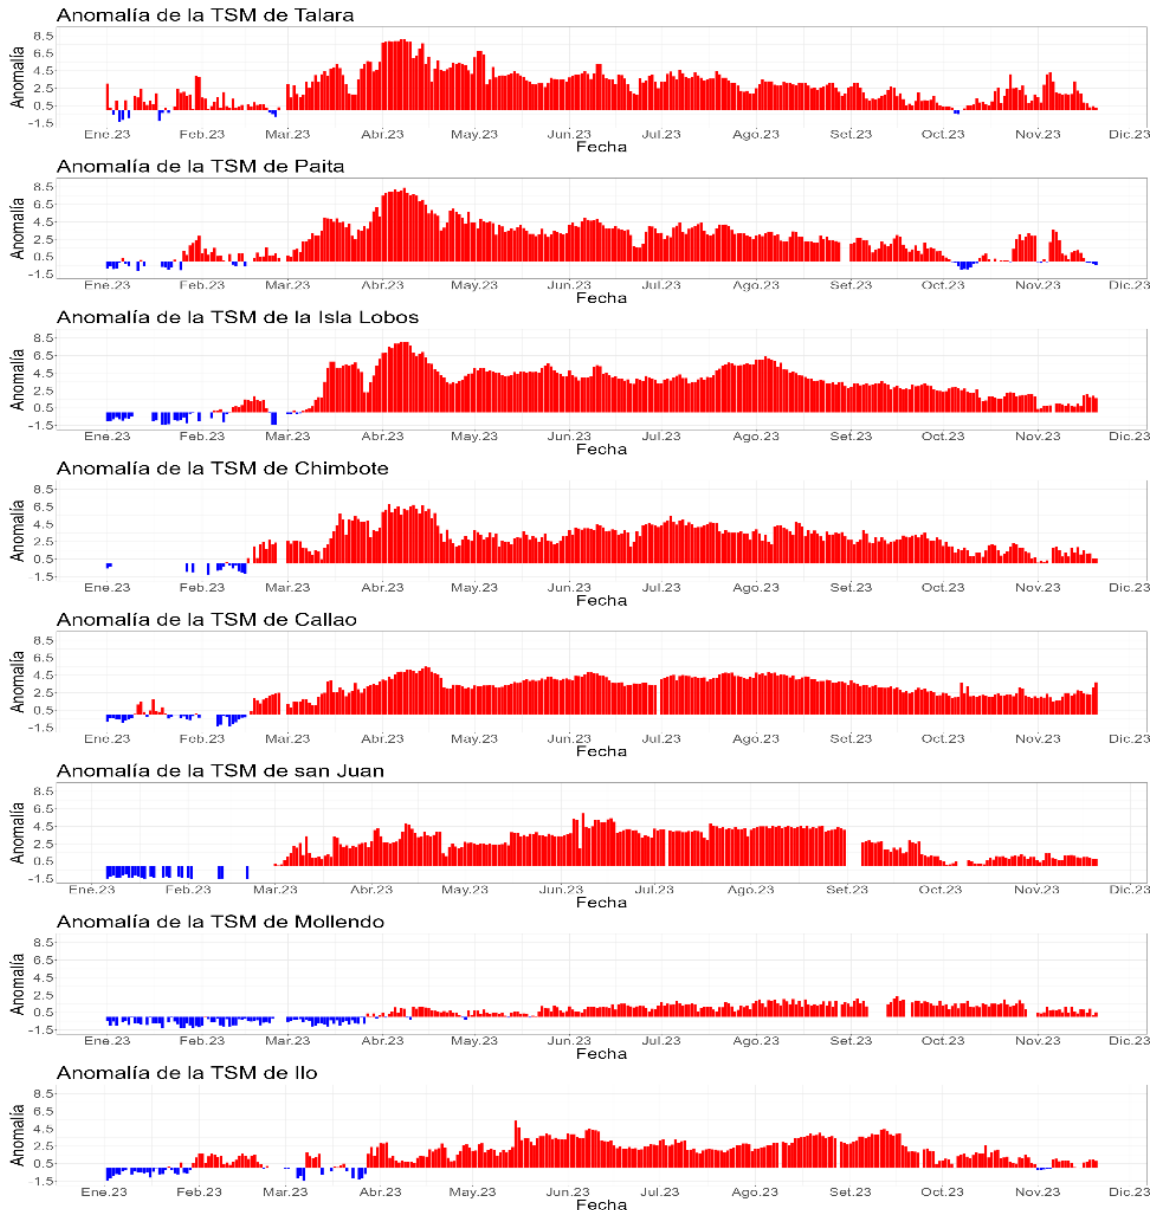 Anomalía de la TSM de Talara
Anomalía
8.5
6.5
4.5
2.5
0.5
-1.5
Ene.23 Feb.23 Mar.23 Abr.23 May.23 Jun.23 Jul.23 Ago.23 Set.23 Oct.23 Nov.23 Dic.23
Fecha
Anomalía de la TSM de Paita
Anomalía
8.5
6.5
4.5
2.5
0.5
-1.5
Ene.23 Feb.23 Mar.23 Abr.23 May.23 Jun.23 Jul.23 Ago.23 Set.23 Oct.23 Nov.23 Dic.23
Fecha
Anomalía de la TSM de la Isla Lobos
Anomalía
8.5
6.5
4.5
2.5
0.5
-1.5
Ene.23 Feb.23 Mar.23 Abr.23 May.23 Jun.23 Jul.23 Ago.23 Set.23 Oct.23 Nov.23 Dic.23
Fecha
Anomalía de la TSM de Chimbote
Anomalía
8.5
6.5
4.5
2.5
0.5
-1.5
Ene.23 Feb.23 Mar.23 Abr.23 May.23 Jun.23 Jul.23 Ago.23 Set.23 Oct.23 Nov.23 Dic.23
Fecha
Anomalía de la TSM de Callao
Anomalía
8.5
6.5
4.5
2.5
0.5
-1.5
Ene.23 Feb.23 Mar.23 Abr.23 May.23 Jun.23 Jul.23 Ago.23 Set.23 Oct.23 Nov.23 Dic.23
Fecha
Anomalía de la TSM de san Juan
Anomalía
8.5
6.5
4.5
2.5
0.5
-1.5
Ene.23 Feb.23 Mar.23 Abr.23 May.23 Jun.23 Jul.23 Ago.23 Set.23 Oct.23 Nov.23 Dic.23
Fecha
Anomalía de la TSM de Mollendo
Anomalía
8.5
6.5
4.5
2.5
0.5
-1.5
Ene.23 Feb.23 Mar.23 Abr.23 May.23 Jun.23 Jul.23 Ago.23 Set.23 Oct.23 Nov.23 Dic.23
Fecha
Anomalía de la TSM de Ilo
Anomalía
8.5
6.5
4.5
2.5
0.5
-1.5
Ene.23 Feb.23 Mar.23 Abr.23 May.23 Jun.23 Jul.23 Ago.23 Set.23 Oct.23 Nov.23 Dic.23
Fecha